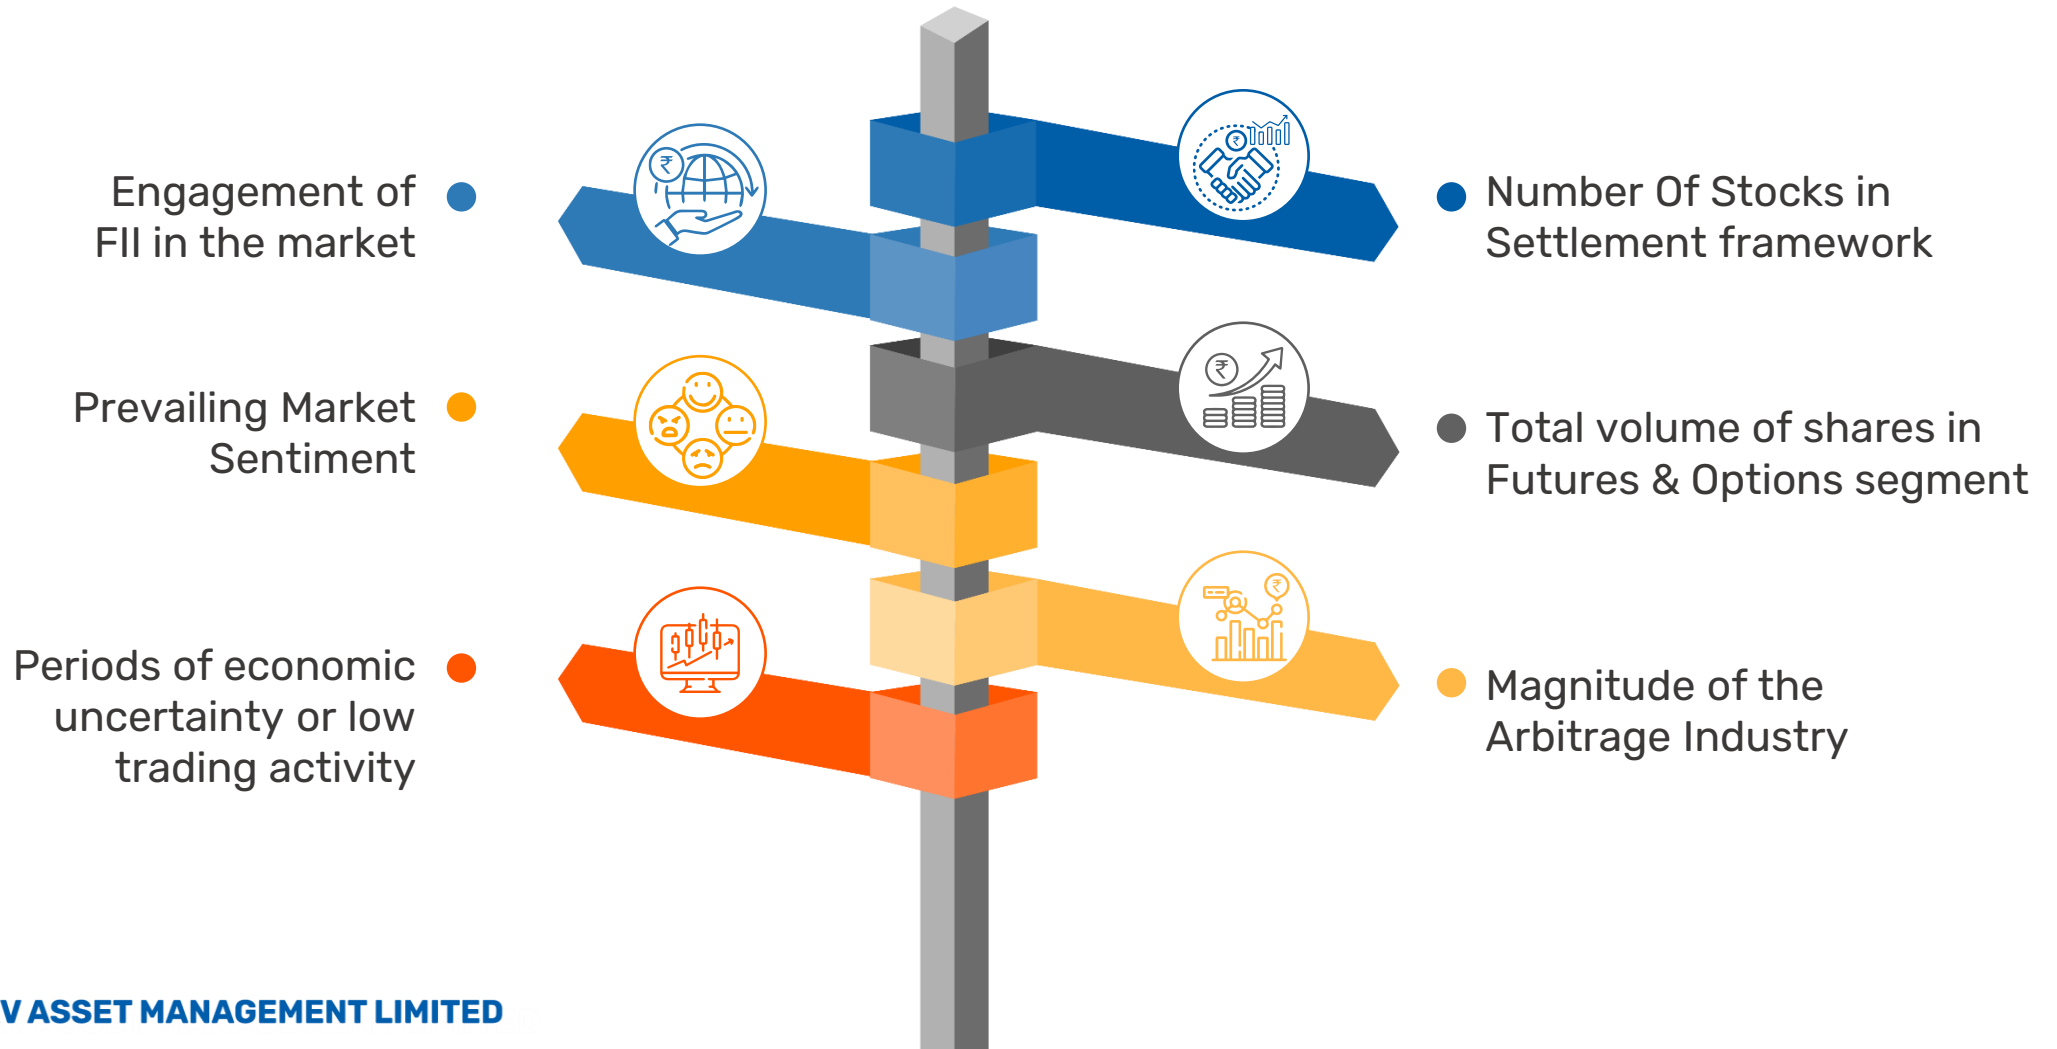 Engagement of
FII in the market
Number Of Stocks in
Settlement framework
Prevailing Market
Sentiment
Total volume of shares in
Futures & Options segment
Periods of economic
uncertainty or low
trading activity
Magnitude of the
Arbitrage Industry
V ASSET MANAGEMENT LIMITED